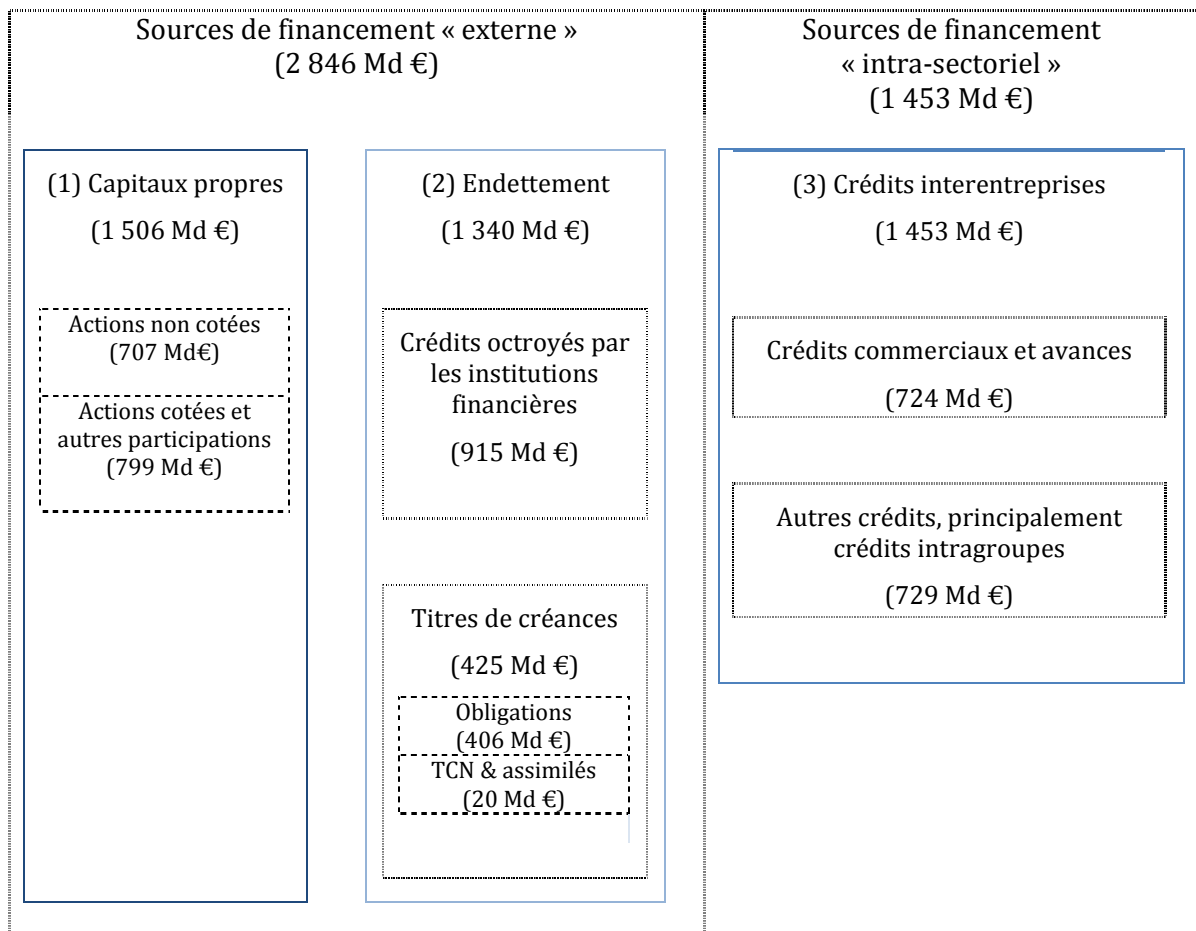 Sources de financement « externe »
(2 846 Md €)
Sources de financement
« intra-sectoriel »
(1 453 Md €)
(1) Capitaux propres
(1 506 Md €)
Actions non cotées
(707 Md€)
Actions cotées et
autres participations
(799 Md €)
(2) Endettement
(1 340 Md €)
Crédits octroyés par
les institutions
financières
(915 Md €)
Titres de créances
(425 Md €)
Obligations
(406 Md €)
TCN & assimilés
(20 Md €)
(3) Crédits interentreprises
(1 453 Md €)
Crédits commerciaux et avances
(724 Md €)
Autres crédits, principalement
crédits intragroupes
(729 Md €)